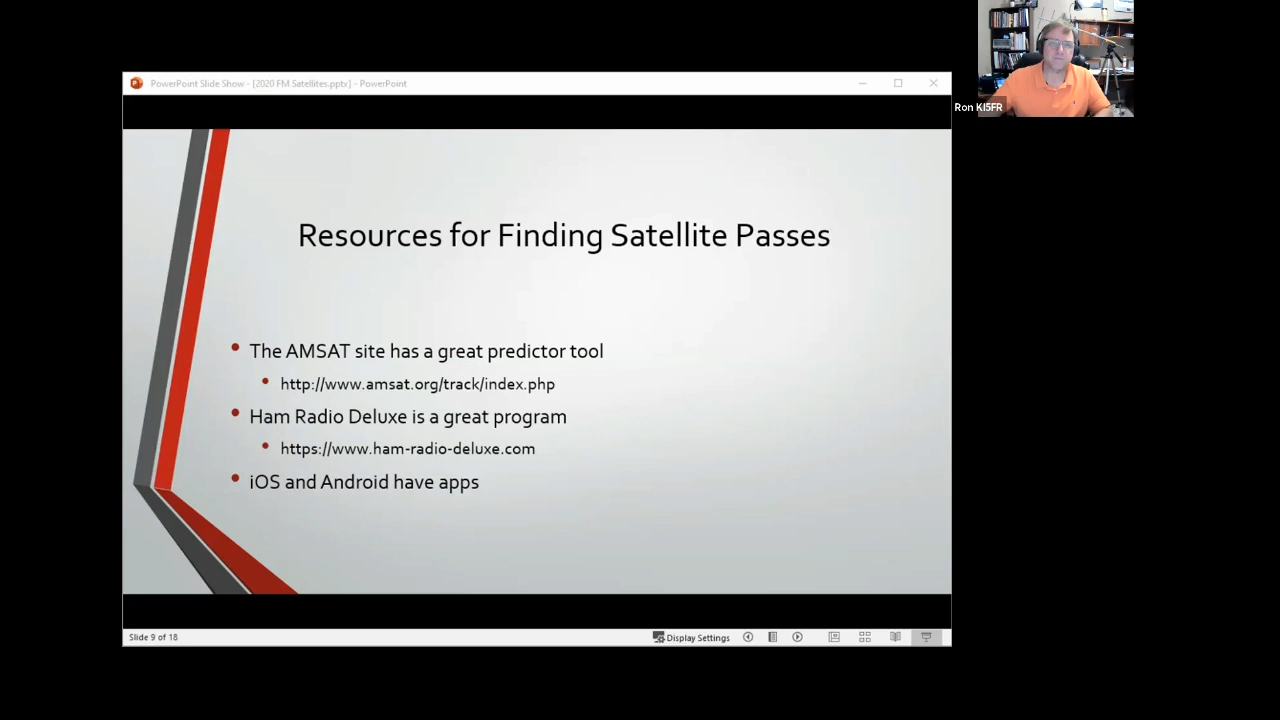 PowerPoint Slide Show - [2020 FM Satellites.pptx] - PowerPoint
Ron KI5FR
Resources for Finding Satellite Passes
The AMSAT site has a great predictor tool
http://www.amsat.org/track/index.php
Ham Radio Deluxe is a great program
https://www.ham-radio-deluxe.com
iOS and Android have apps
Slide 9 of 18
Display Settings